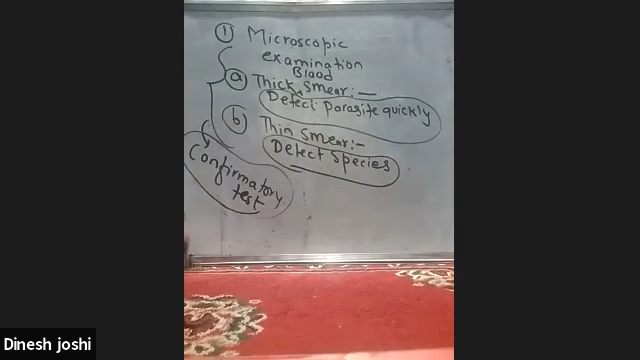 ① Microscopic
examination
Blood
ⓐ Thick ^ smear:—
Detect parasite quickly
ⓑ Thin smear:-
Detect Species
Confirmatory
test
Dinesh joshi